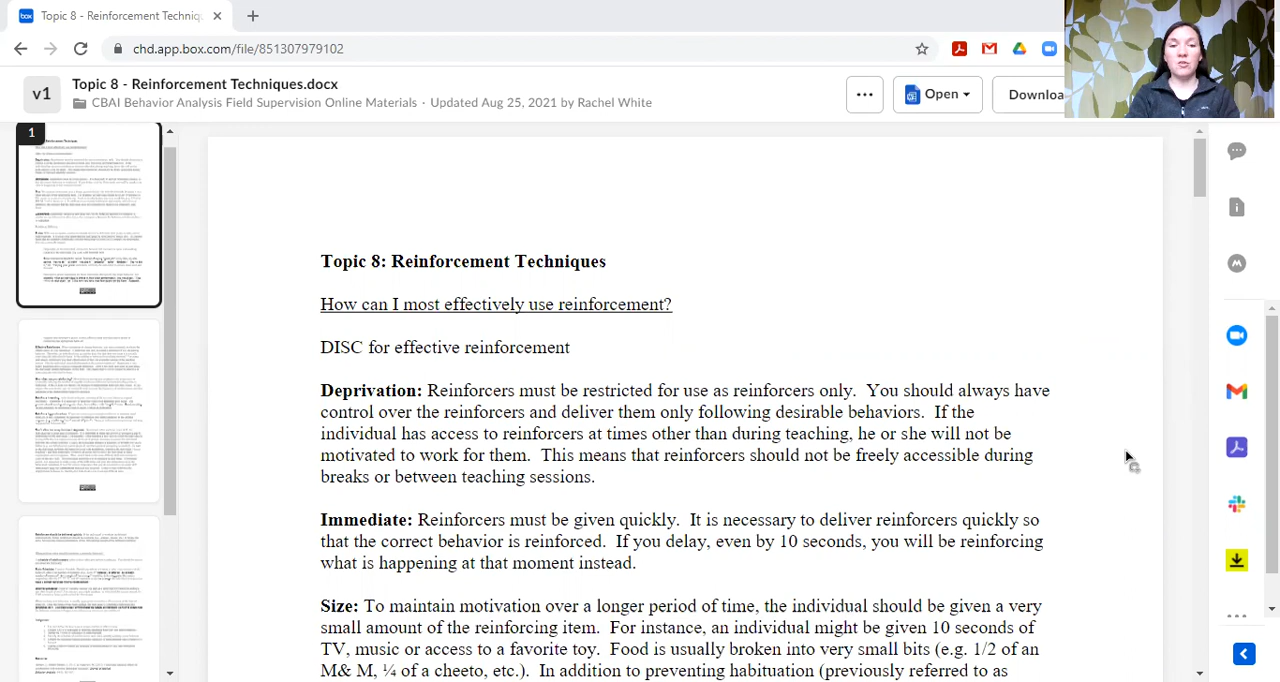 box Topic 8 - Reinforcement Techniq
chd.app.box.com/file/851307979102
v1
Topic 8 - Reinforcement Techniques.docx
CBAI Behavior Analysis Field Supervision Online Materials · Updated Aug 25, 2021 by Rachel White
Open
Downloa
1
Topic 8: Reinforcement Techniques
How can I most effectively use reinforcement?
DISC for effective reinforcement
Deprivation: Reinforcers must be restricted for use as reinforcers only. You should always have
control over the reinforcers and deliver them only following desirable behaviors. If the
individual has access to reinforcers at times other than during teaching, he or she will not be
motivated to work for them. This means that reinforcers should not be freely accessible during
breaks or between teaching sessions.
Immediate: Reinforcers must be given quickly. It is necessary to deliver reinforcers quickly so
that the correct behavior is reinforced. If you delay, even by 10 seconds, you will be reinforcing
what is happening at that moment instead.
Size: To maintain motivation for a longer period of time, the individual should be given a very
small amount of the reinforcing item. For instance, an individual might be given 10 seconds of
TV, music or access to a favorite toy. Food is usually broken into very small bits (e.g. 1/2 of an
M & M, ¼ of a cheese puff). In addition to preventing habituation (previously referred to as